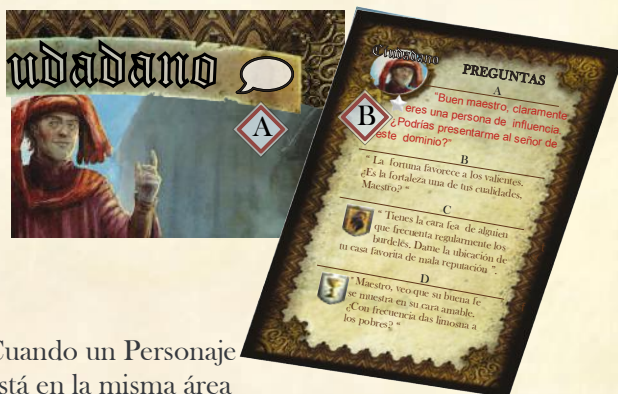 udadano
A
Ciudadano
PREGUNTAS
A
"Buen maestro, claramente
eres una persona de influencia.
¿Podrías presentarme al señor de
este dominio?"
B
B
" La fortuna favorece a los valientes.
¿Es la fortaleza una de tus cualidades,
Maestro? "
C
" Tienes la cara fea de alguien
que frecuenta regularmente los
burdeles. Dame la ubicación de
tu casa favorita de mala reputación ".
D
" Maestro, veo que su buena fe
se muestra en su cara amable.
¿Con frecuencia das limosna a
los pobres? "
Cuando un Personaje
está en la misma área